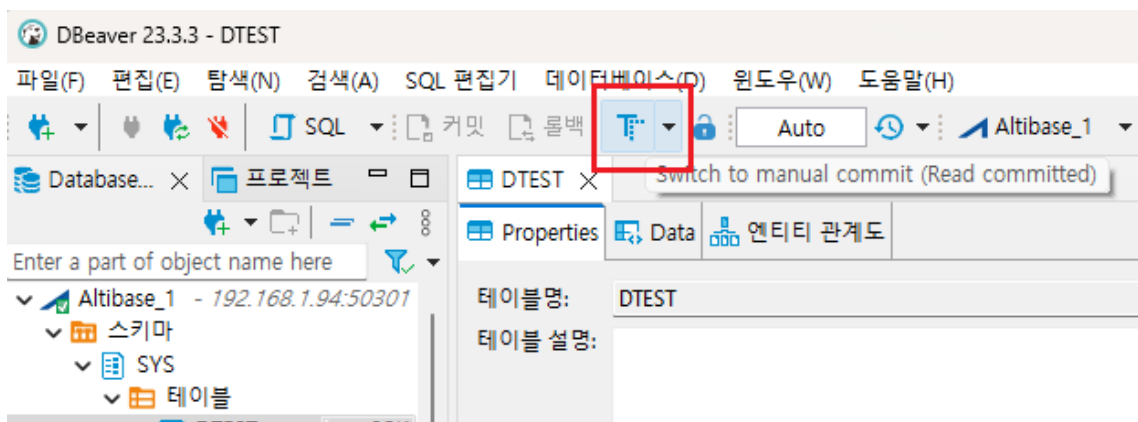 DBeaver 23.3.3 - DTEST
파일(F) 편집(E) 탐색(N) 검색(A) SQL 편집기 데이터베이스(D) 윈도우(W) 도움말(H)
SQL 커밋 롤백 Auto Altibase_1
Database... 프로젝트 DTEST Switch to manual commit (Read committed)
Properties Data 엔티티 관계도
Enter a part of object name here
Altibase_1 - 192.168.1.94:50301 테이블명: DTEST
스키마 테이블 설명:
SYS
테이블